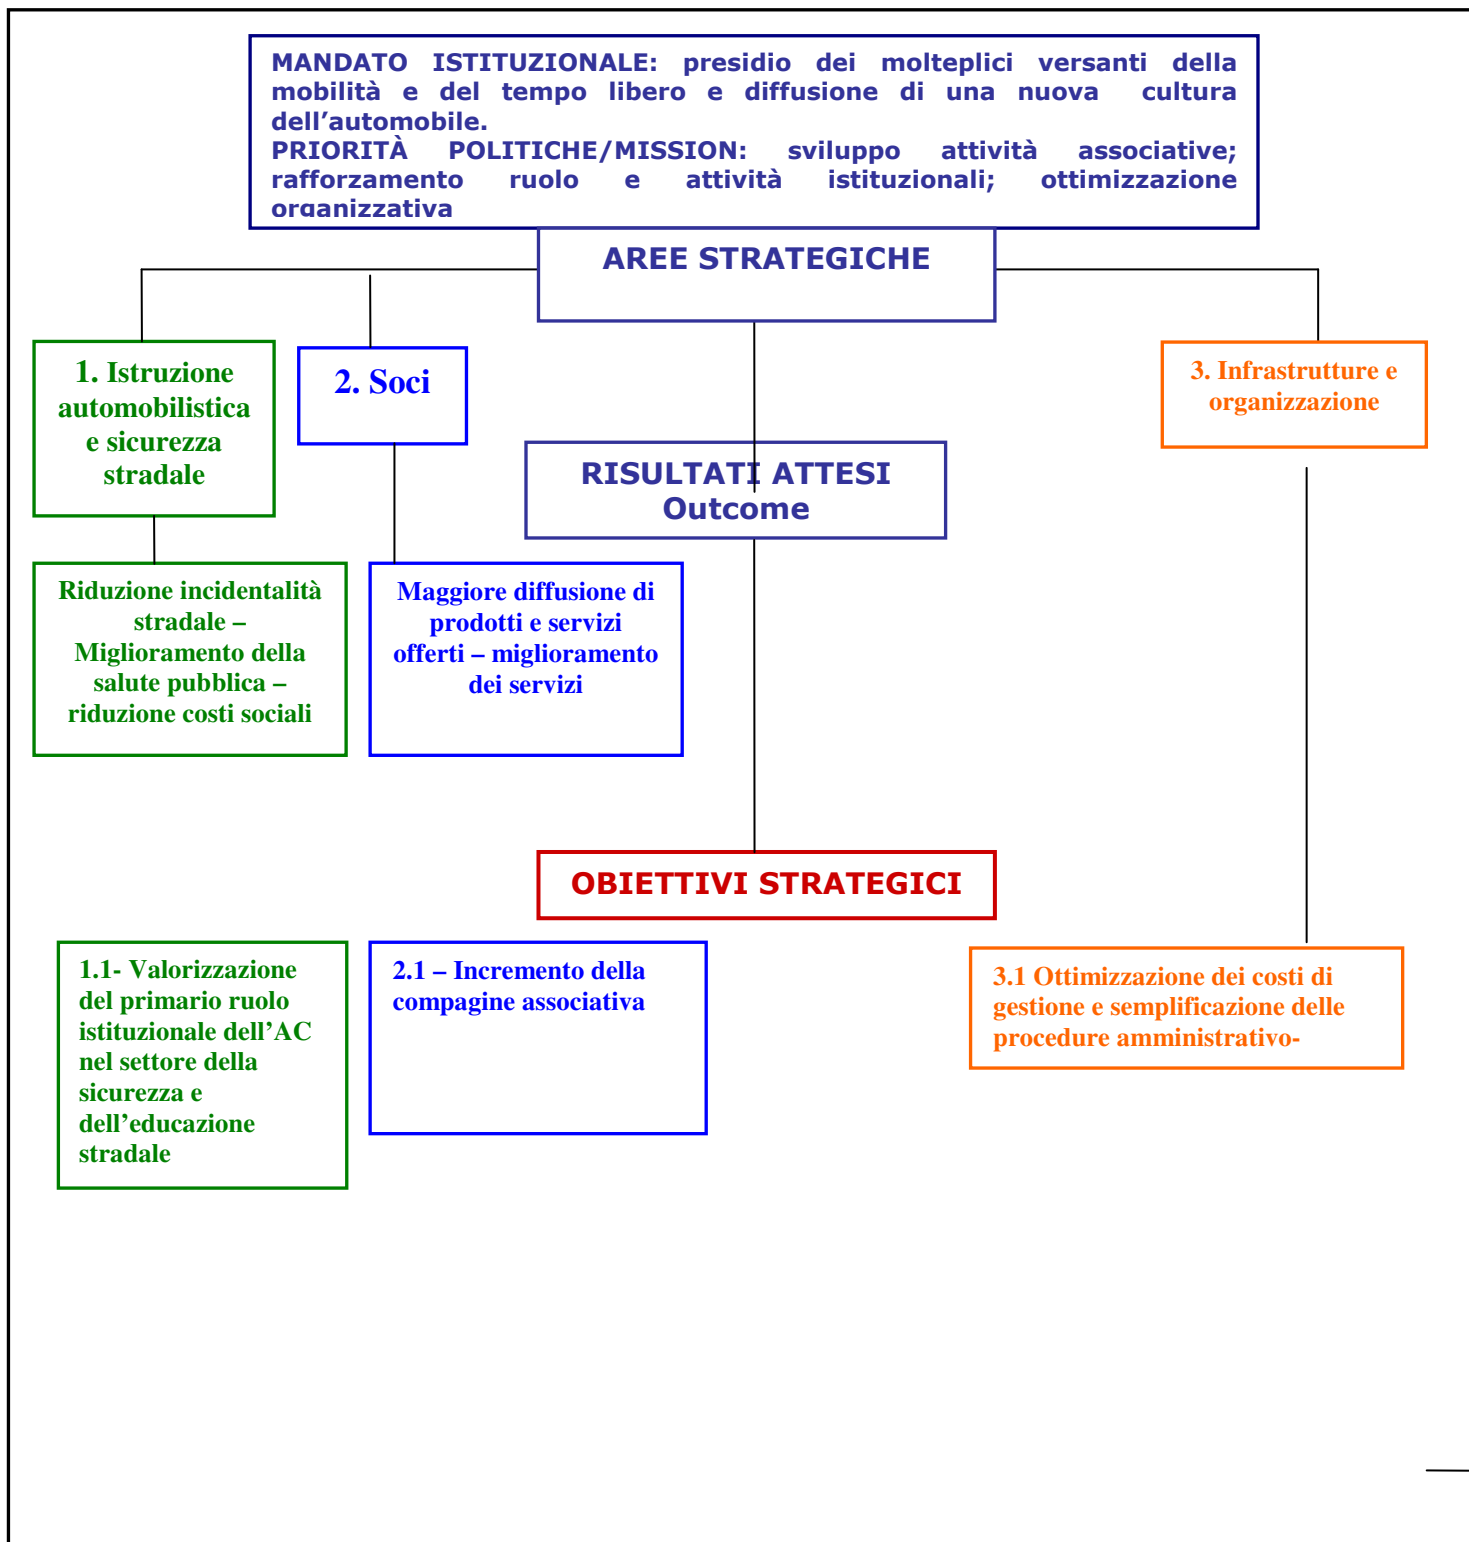 MANDATO ISTITUZIONALE: presidio dei molteplici versanti della
mobilità e del tempo libero e diffusione di una nuova cultura
dell’automobile.
PRIORITÀ POLITICHE/MISSION: sviluppo attività associative;
rafforzamento ruolo e attività istituzionali; ottimizzazione
organizzativa
AREE STRATEGICHE
1. Istruzione
automobilistica
e sicurezza
stradale
2. Soci
3. Infrastrutture e
organizzazione
RISULTATI ATTESI
Outcome
Riduzione incidentalità
stradale –
Miglioramento della
salute pubblica –
riduzione costi sociali
Maggiore diffusione di
prodotti e servizi
offerti – miglioramento
dei servizi
OBIETTIVI STRATEGICI
1.1- Valorizzazione
del primario ruolo
istituzionale dell’AC
nel settore della
sicurezza e
dell’educazione
stradale
2.1 – Incremento della
compagine associativa
3.1 Ottimizzazione dei costi di
gestione e semplificazione delle
procedure amministrativo-